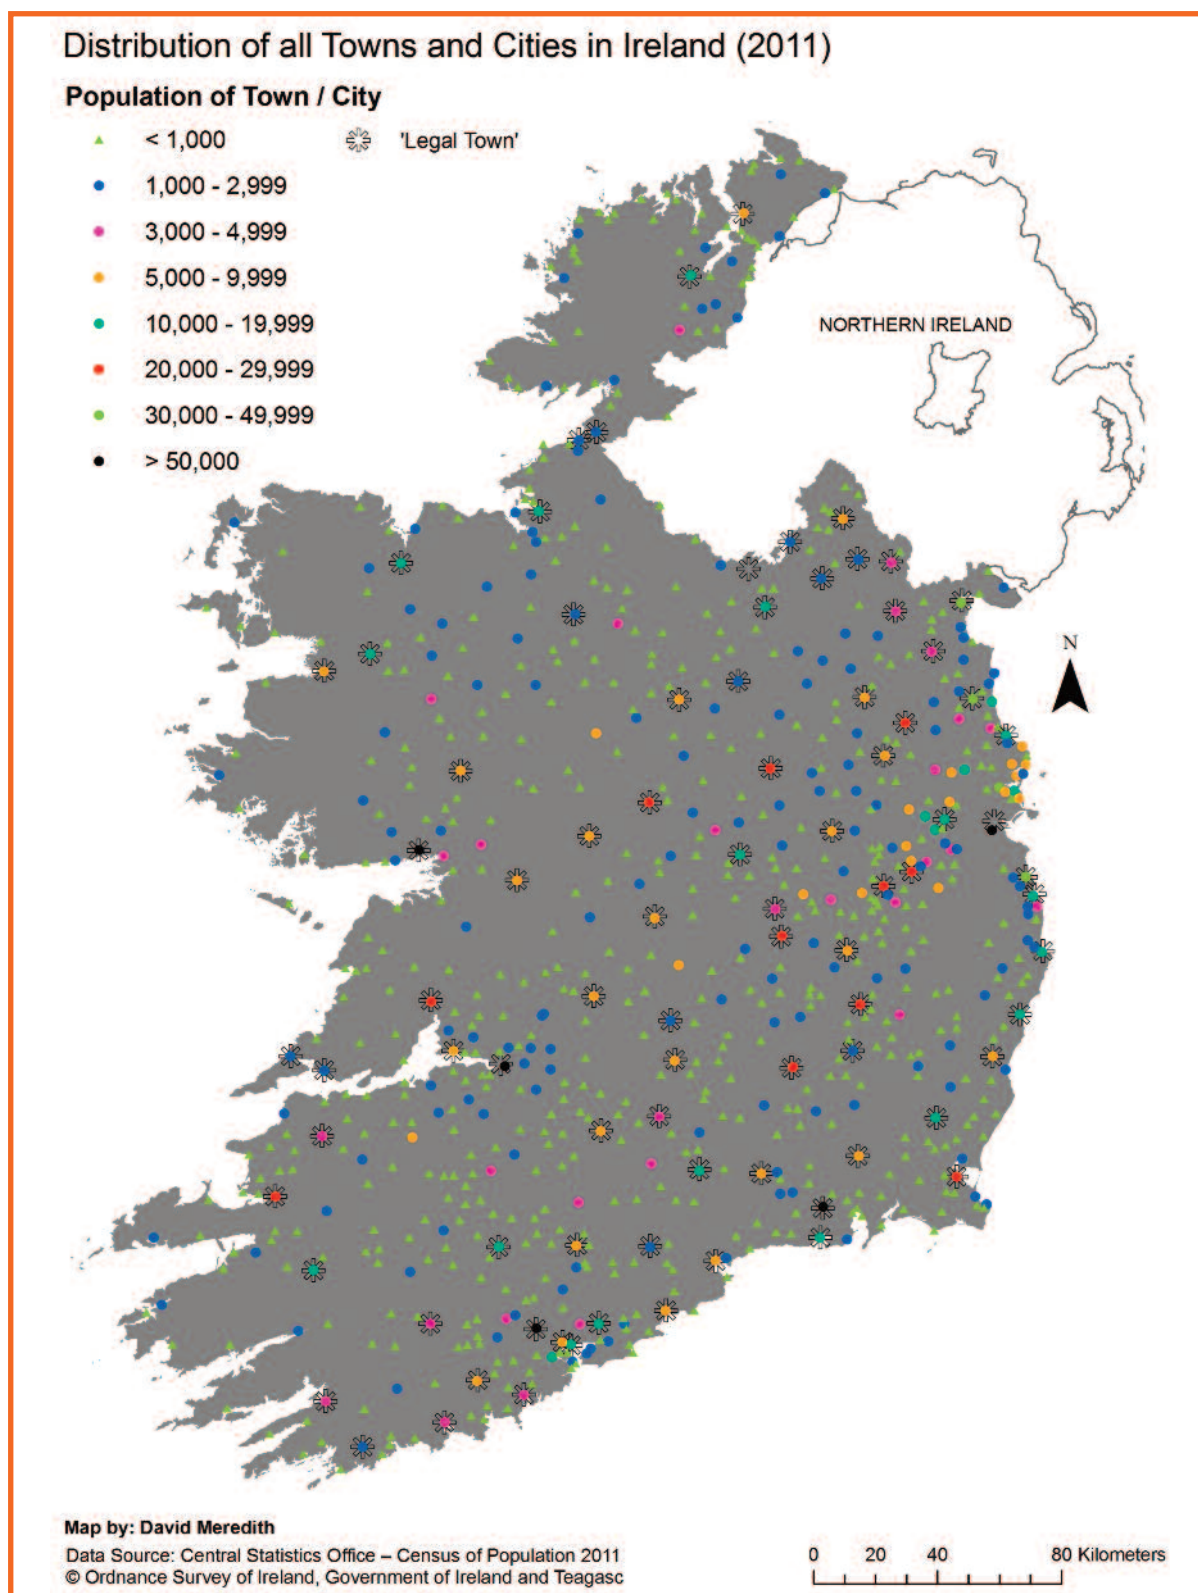 Distribution of all Towns and Cities in Ireland (2011)
Population of Town / City
< 1,000
'Legal Town'
1,000 - 2,999
3,000 - 4,999
5,000 - 9,999
10,000 - 19,999
20,000 - 29,999
30,000 - 49,999
> 50,000
NORTHERN IRELAND
N
Map by: David Meredith
Data Source: Central Statistics Office – Census of Population 2011
© Ordnance Survey of Ireland, Government of Ireland and Teagasc
0 20 40 80 Kilometers